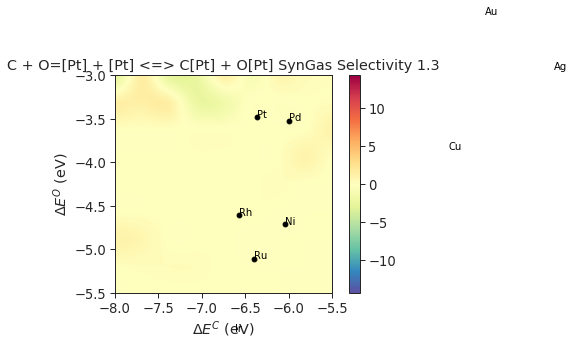 Au
C + O=[Pt] + [Pt] <=> C[Pt] + O[Pt] SynGas Selectivity 1.3
Ag
−3.0
−3.5
−4.0
−4.5
−5.0
−5.5
ΔE^O (eV)
Pt
Pd
Cu
Rh
Ni
Ru
10
5
0
−5
−10
−8.0 −7.5 −7.0 −6.5 −6.0 −5.5
ΔE^C (eV)
Ir